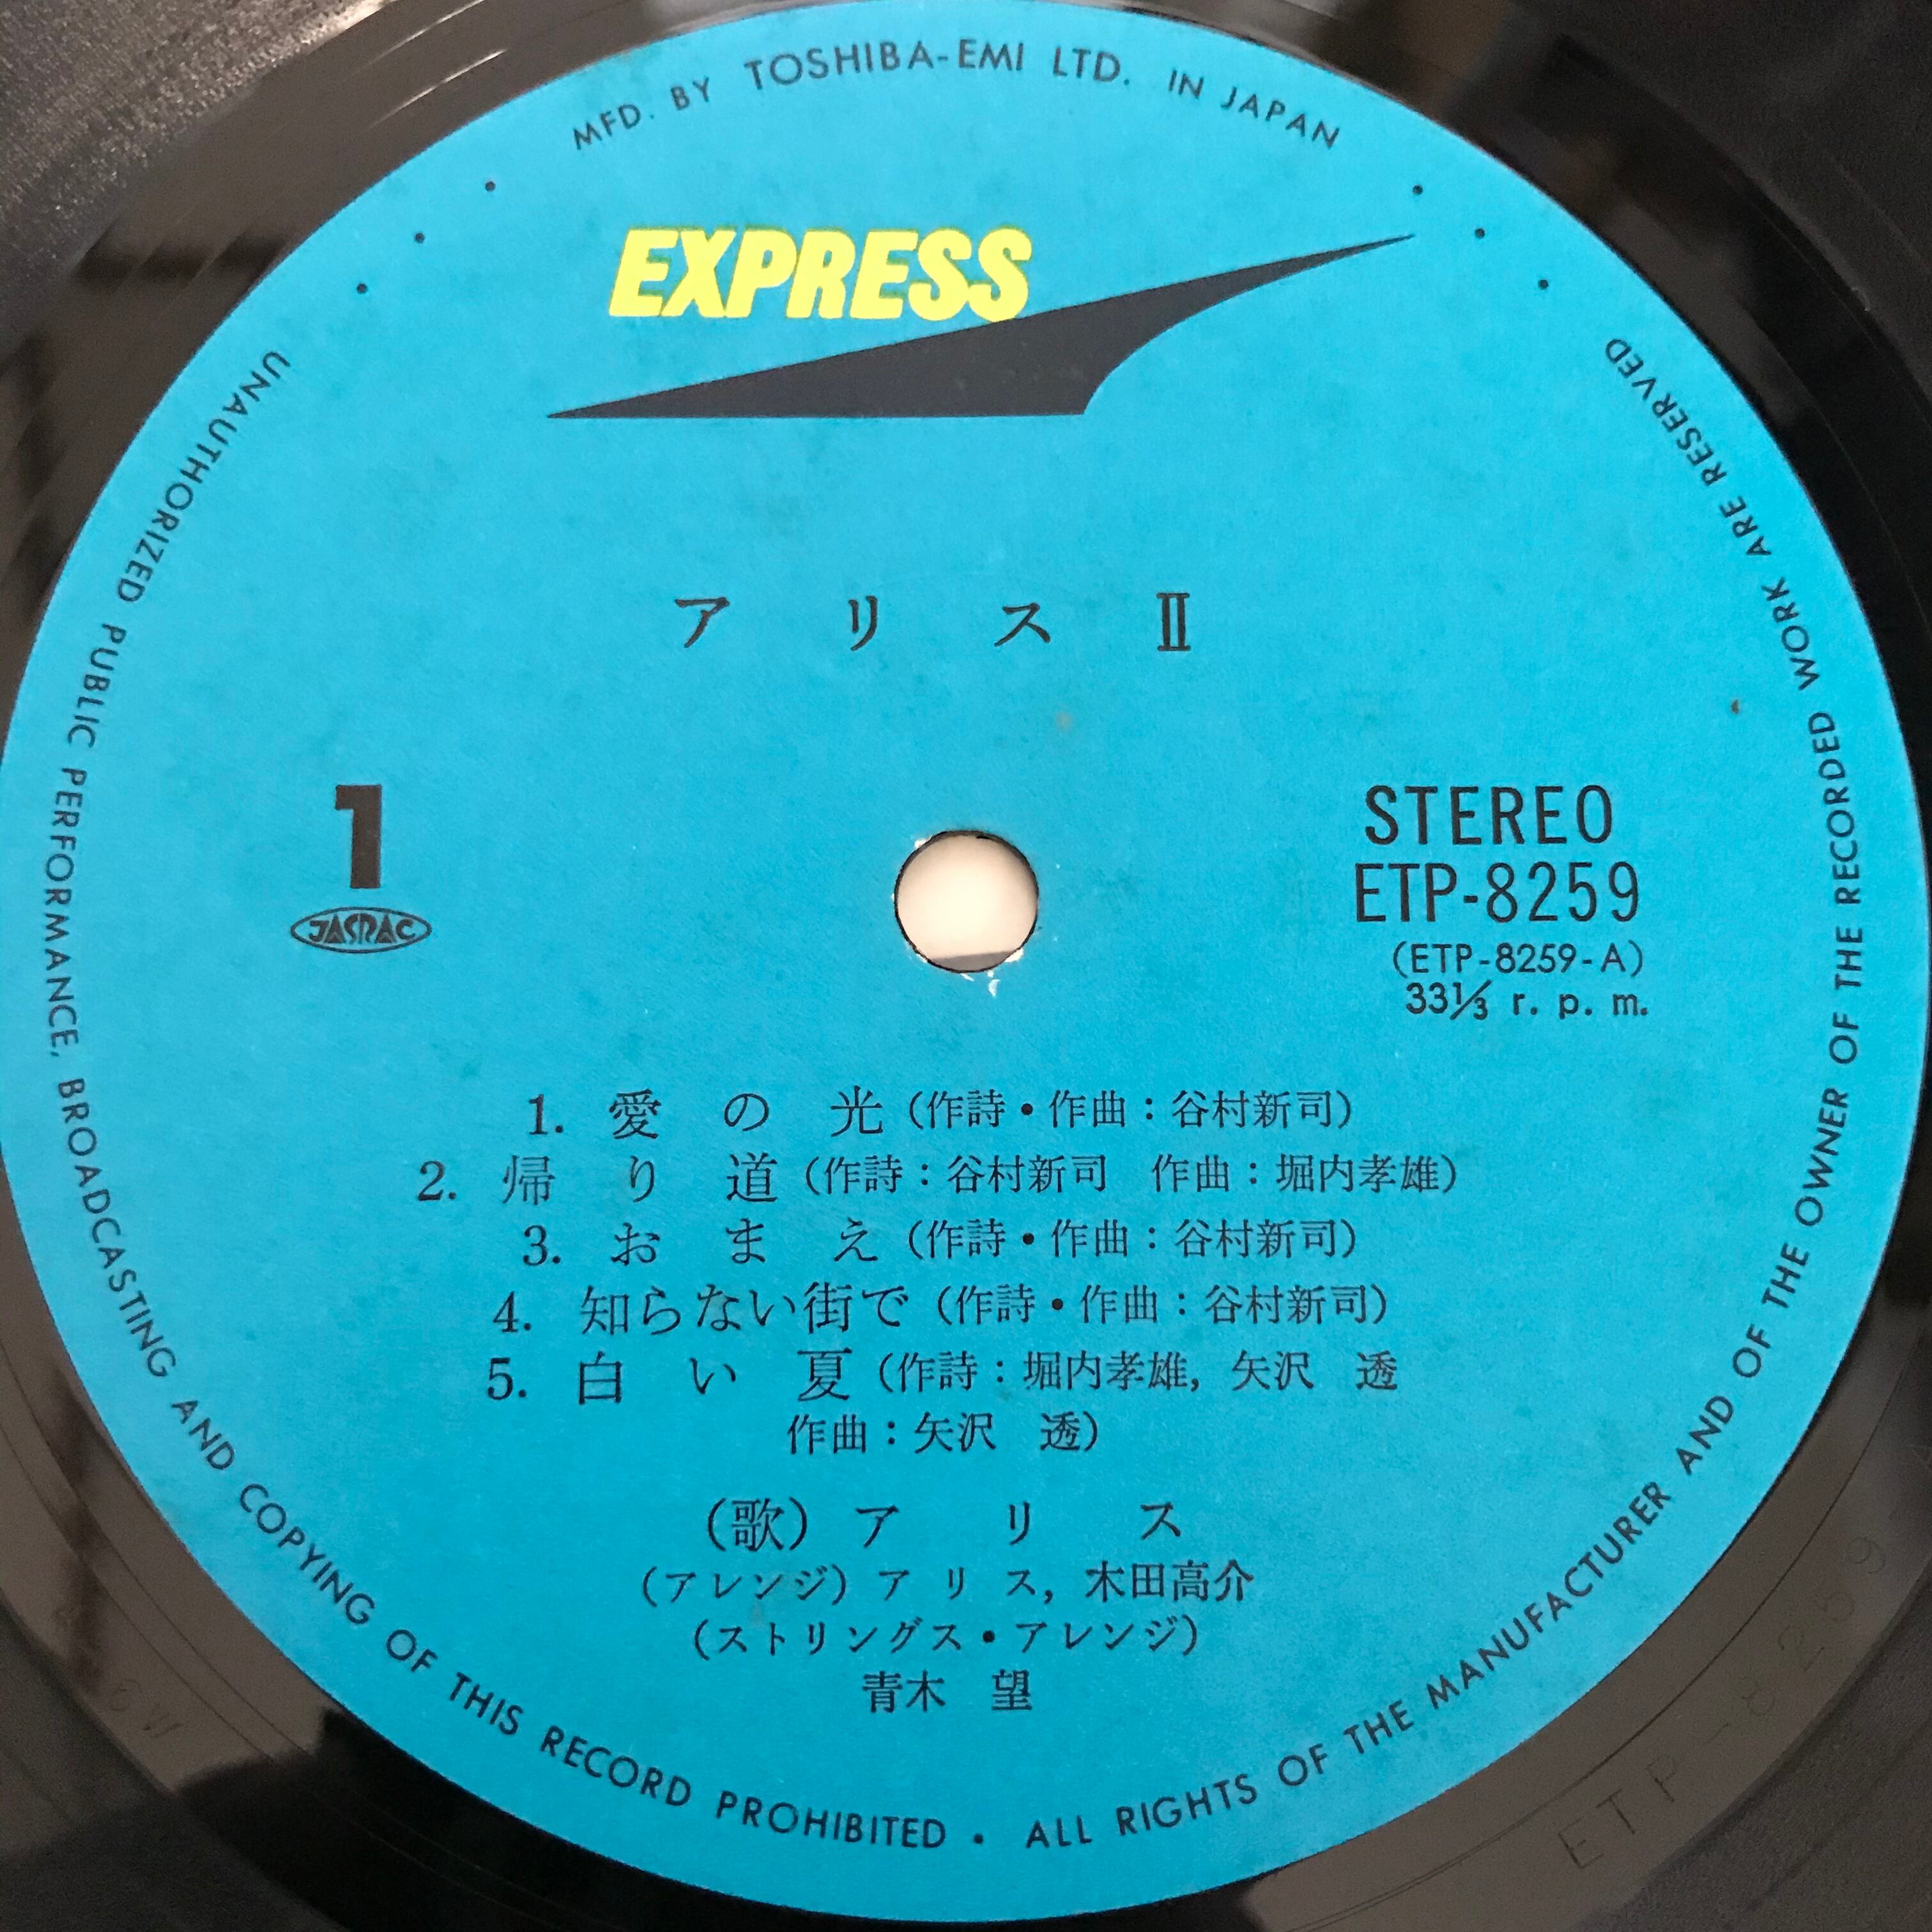 MFD. BY TOSHIBA-EMI LTD. IN JAPAN
EXPRESS
アリスⅡ
1
JASRAC
STEREO
ETP-8259
(ETP-8259-A)
33⅓ r. p. m.
1. 愛の光(作詩・作曲：谷村新司)
2. 帰り道(作詩：谷村新司 作曲：堀内孝雄)
3. おまえ(作詩・作曲：谷村新司)
4. 知らない街で(作詩・作曲：谷村新司)
5. 白い夏(作詩：堀内孝雄, 矢沢 透
作曲：矢沢 透)
(歌)アリス
(アレンジ)アリス, 木田高介
(ストリングス・アレンジ)
青木 望
UNAUTHORIZED PUBLIC PERFORMANCE, BROADCASTING AND COPYING OF THIS RECORD PROHIBITED • ALL RIGHTS OF THE MANUFACTURER AND OF THE OWNER OF THE RECORDED WORK ARE RESERVED
ETP-8259